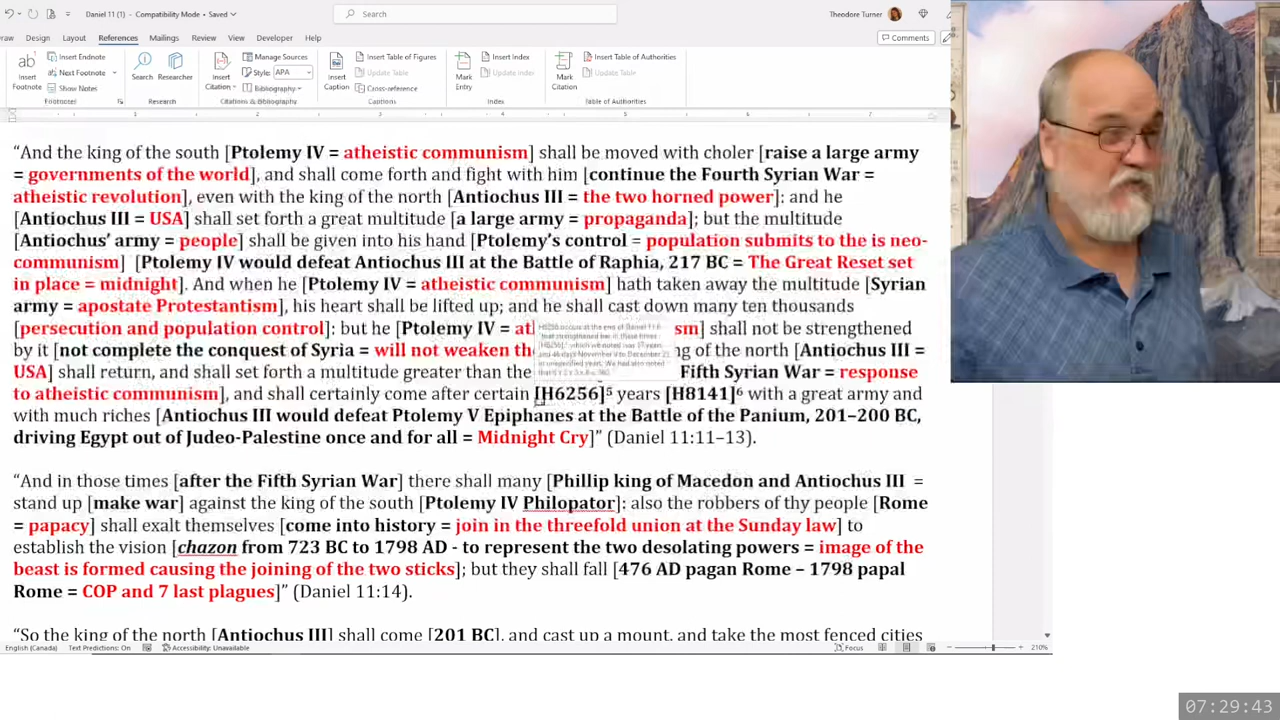 Daniel 11 (1) - Compatibility Mode • Saved
Search
Theodore Turner
Design Layout References Mailings Review View Developer Help
Comments
Insert Footnote
Insert Endnote
Next Footnote
Show Notes
Footnotes
Search
Researcher
Research
Insert Citation
Manage Sources
Style: APA
Bibliography
Citations & Bibliography
Insert Caption
Insert Table of Figures
Update Table
Cross-reference
Captions
Mark Entry
Insert Index
Update Index
Index
Mark Citation
Insert Table of Authorities
Update Table
Table of Authorities
“And the king of the south [Ptolemy IV = atheistic communism] shall be moved with choler [raise a large army
= governments of the world], and shall come forth and fight with him [continue the Fourth Syrian War =
atheistic revolution], even with the king of the north [Antiochus III = the two horned power]: and he
[Antiochus III = USA] shall set forth a great multitude [a large army = propaganda]; but the multitude
[Antiochus’ army = people] shall be given into his hand [Ptolemy’s control = population submits to the is neo-
communism] [Ptolemy IV would defeat Antiochus III at the Battle of Raphia, 217 BC = The Great Reset set
in place = midnight]. And when he [Ptolemy IV = atheistic communism] hath taken away the multitude [Syrian
army = apostate Protestantism], his heart shall be lifted up; and he shall cast down many ten thousands
[persecution and population control]: but he [Ptolemy IV = at sm] shall not be strengthened
by it [not complete the conquest of Syria = will not weaken th ng of the north [Antiochus III =
USA] shall return, and shall set forth a multitude greater than the Fifth Syrian War = response
to atheistic communism], and shall certainly come after certain [H6256]⁵ years [H8141]⁶ with a great army and
with much riches [Antiochus III would defeat Ptolemy V Epiphanes at the Battle of the Panium, 201–200 BC,
driving Egypt out of Judeo-Palestine once and for all = Midnight Cry]” (Daniel 11:11–13).
“And in those times [after the Fifth Syrian War] there shall many [Phillip king of Macedon and Antiochus III =
stand up [make war] against the king of the south [Ptolemy IV Philopator]: also the robbers of thy people [Rome
= papacy] shall exalt themselves [come into history = join in the threefold union at the Sunday law] to
establish the vision [chazon from 723 BC to 1798 AD - to represent the two desolating powers = image of the
beast is formed causing the joining of the two sticks]; but they shall fall [476 AD pagan Rome – 1798 papal
Rome = COP and 7 last plagues]” (Daniel 11:14).
“So the king of the north [Antiochus III] shall come [201 BC], and cast up a mount, and take the most fenced cities
English (Canada) Text Predictions: On Accessibility: Unavailable Focus 210%
07:29:43